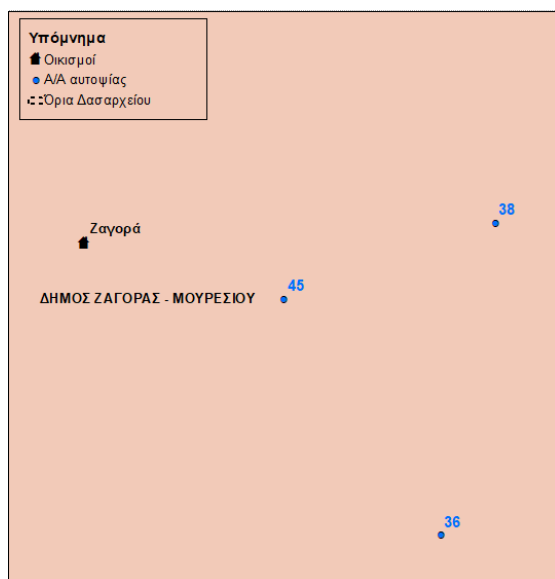 Υπόμνημα
Οικισμοί
Α/Α αυτοψίας
Όρια Δασαρχείου
38
Ζαγορά
45
ΔΗΜΟΣ ΖΑΓΟΡΑΣ - ΜΟΥΡΕΣΙΟΥ
36